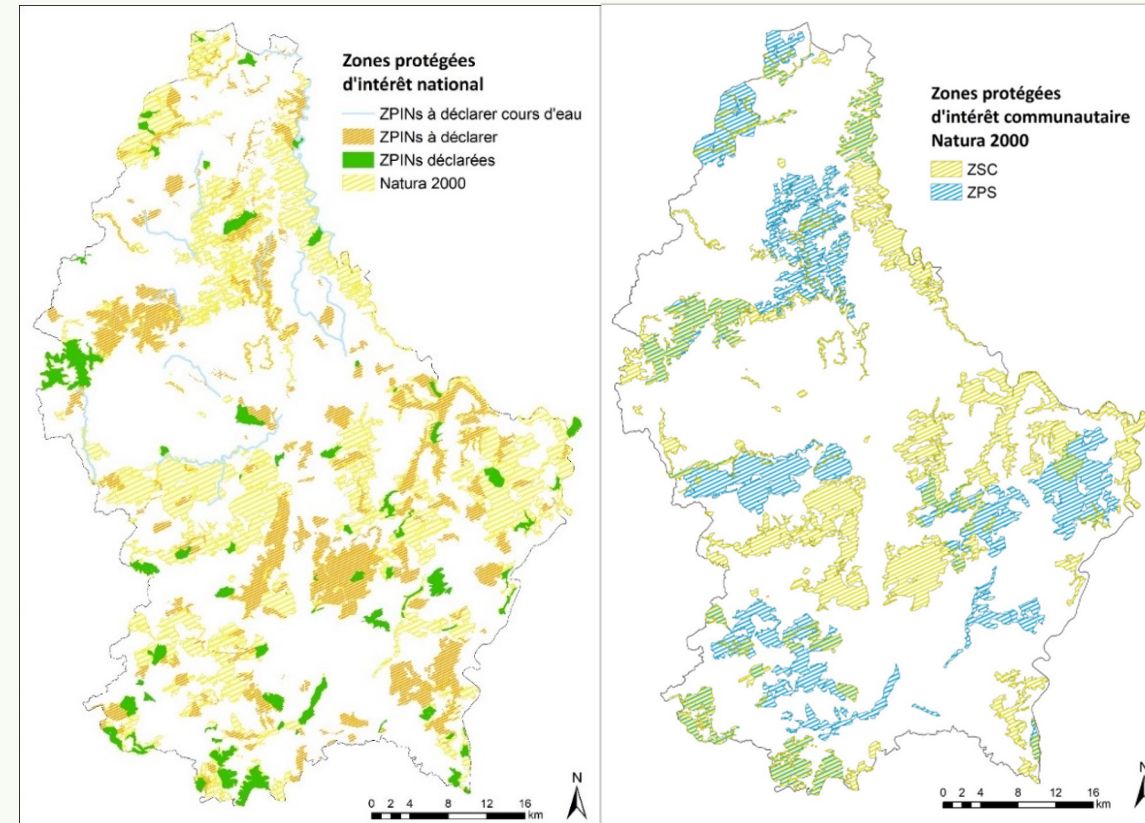 Zones protégées
d'intérêt national
ZPINs à déclarer cours d'eau
ZPINs à déclarer
ZPINs déclarées
Natura 2000
N
0 2 4 8 12 16
km
Zones protégées
d'intérêt communautaire
Natura 2000
ZSC
ZPS
N
0 2 4 8 12 16
km